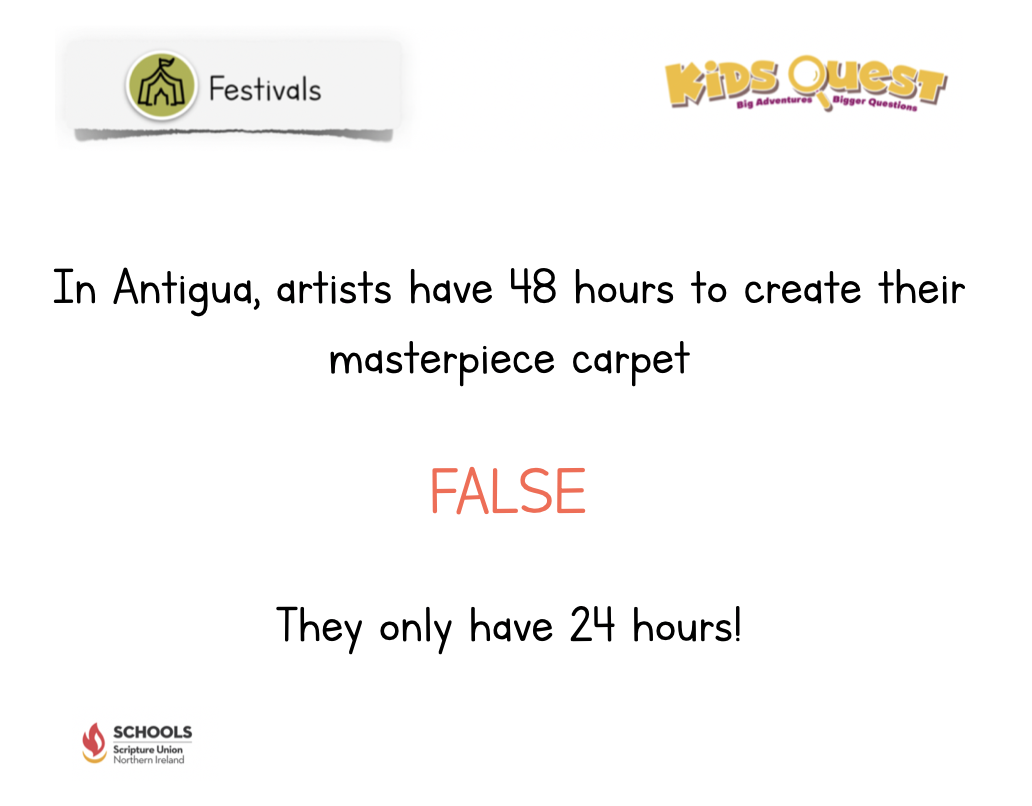 Festivals
KiDS QUEST
Big Adventures Bigger Questions
In Antigua, artists have 48 hours to create their
masterpiece carpet
FALSE
They only have 24 hours!
SCHOOLS
Scripture Union
Northern Ireland